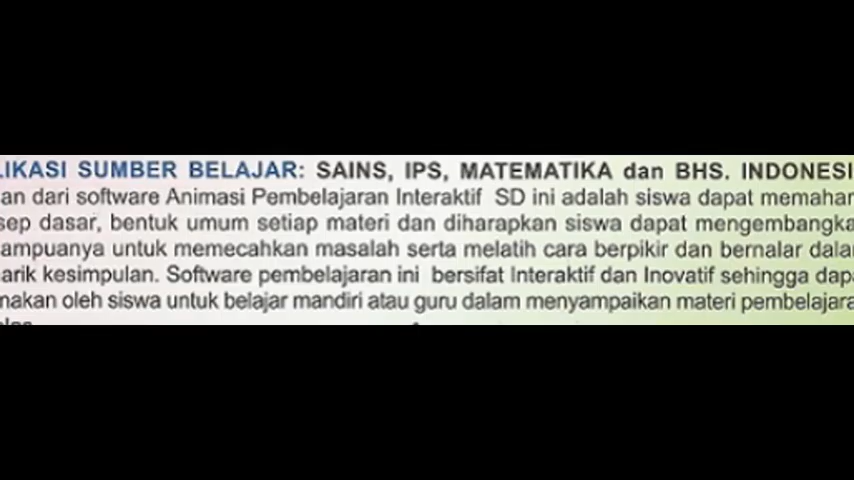 LIKASI SUMBER BELAJAR: SAINS, IPS, MATEMATIKA dan BHS. INDONESI
an dari software Animasi Pembelajaran Interaktif SD ini adalah siswa dapat memahan
sep dasar, bentuk umum setiap materi dan diharapkan siswa dapat mengembangka
ampuanya untuk memecahkan masalah serta melatih cara berpikir dan bernalar dalar
arik kesimpulan. Software pembelajaran ini bersifat Interaktif dan Inovatif sehingga dapa
nakan oleh siswa untuk belajar mandiri atau guru dalam menyampaikan materi pembelajara